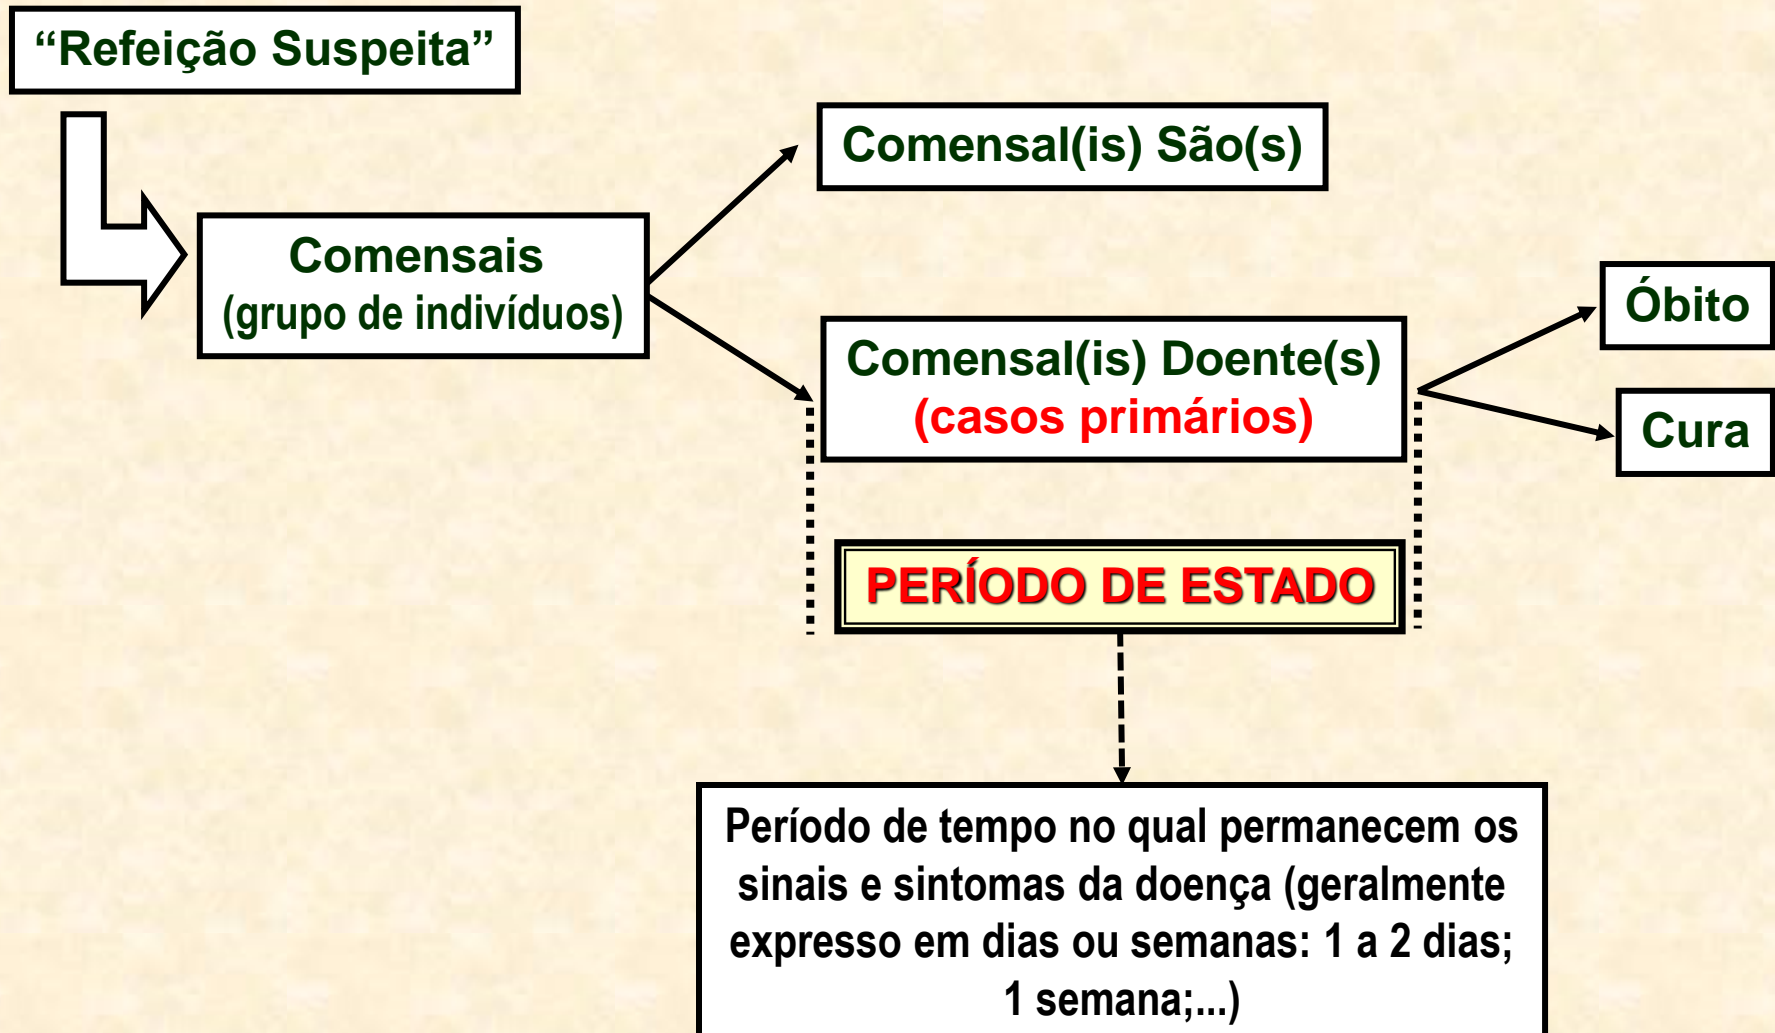 “Refeição Suspeita”
Comensal(is) São(s)
Comensais
(grupo de indivíduos)
Comensal(is) Doente(s)
(casos primários)
Óbito
Cura
PERÍODO DE ESTADO
Período de tempo no qual permanecem os
sinais e sintomas da doença (geralmente
expresso em dias ou semanas: 1 a 2 dias;
1 semana;...)